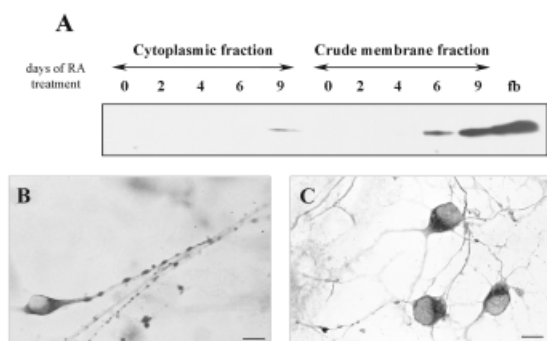 A
Cytoplasmic fraction Crude membrane fraction
days of RA
treatment
0 2 4 6 9 0 2 4 6 9 fb
B
C